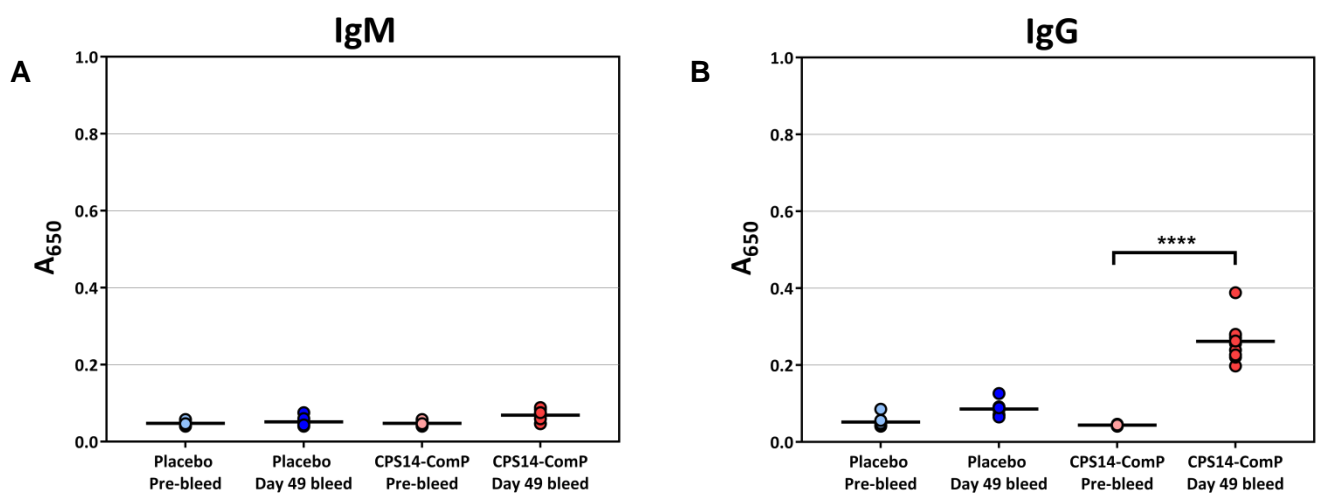 IgM
A
1.0
0.8
0.6
0.4
0.2
0.0
A650
Placebo
Pre-bleed
Placebo
Day 49 bleed
CPS14-ComP
Pre-bleed
CPS14-ComP
Day 49 bleed
IgG
B
1.0
0.8
0.6
0.4
0.2
0.0
A650
****
Placebo
Pre-bleed
Placebo
Day 49 bleed
CPS14-ComP
Pre-bleed
CPS14-ComP
Day 49 bleed